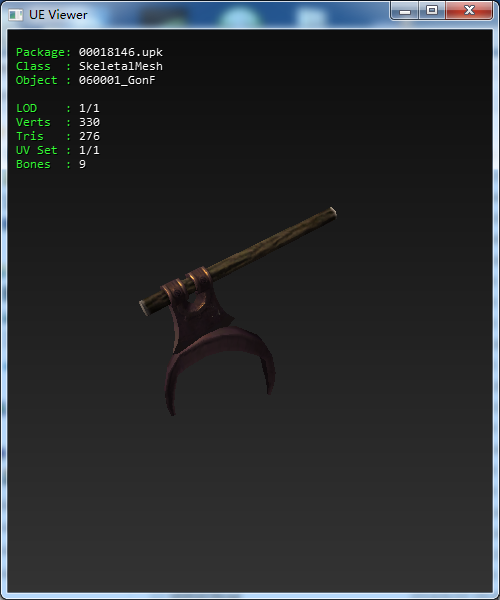 UE Viewer
Package: 00018146.upk
Class : SkeletalMesh
Object : 060001_GonF
LOD : 1/1
Verts : 330
Tris : 276
UV Set : 1/1
Bones : 9